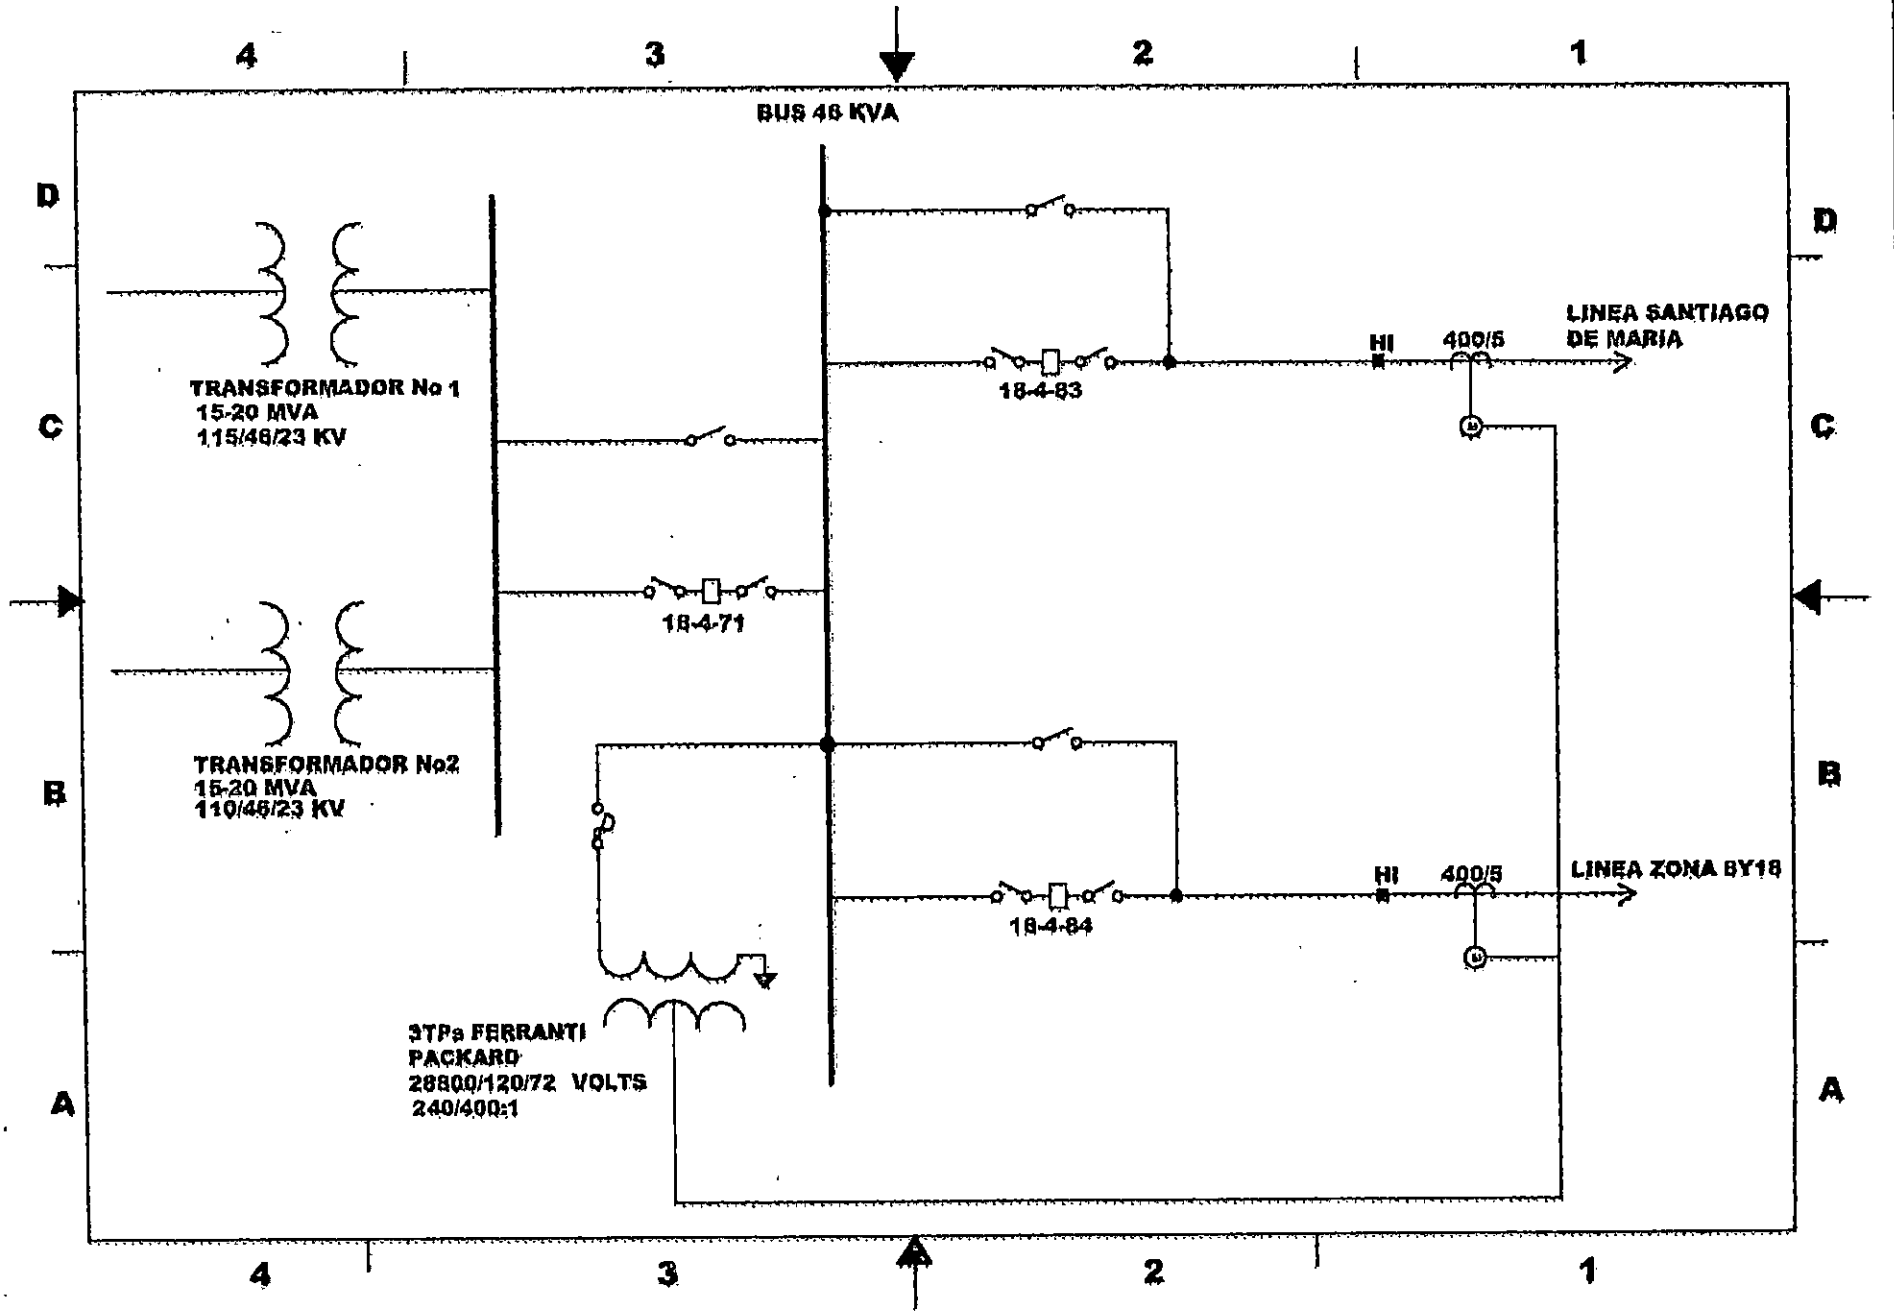 4 3 2 1
BUS 46 KVA
D D
LINEA SANTIAGO
DE MARIA
HI 400/5
18-4-83
TRANSFORMADOR No 1
15-20 MVA
115/46/23 KV
C C
18-4-71
TRANSFORMADOR No2
15-20 MVA
110/46/23 KV
B B
HI 400/5
LINEA ZONA 8Y18
18-4-84
3TPs FERRANTI
PACKARD
28800/120/72 VOLTS
240/400:1
A A
4 3 2 1